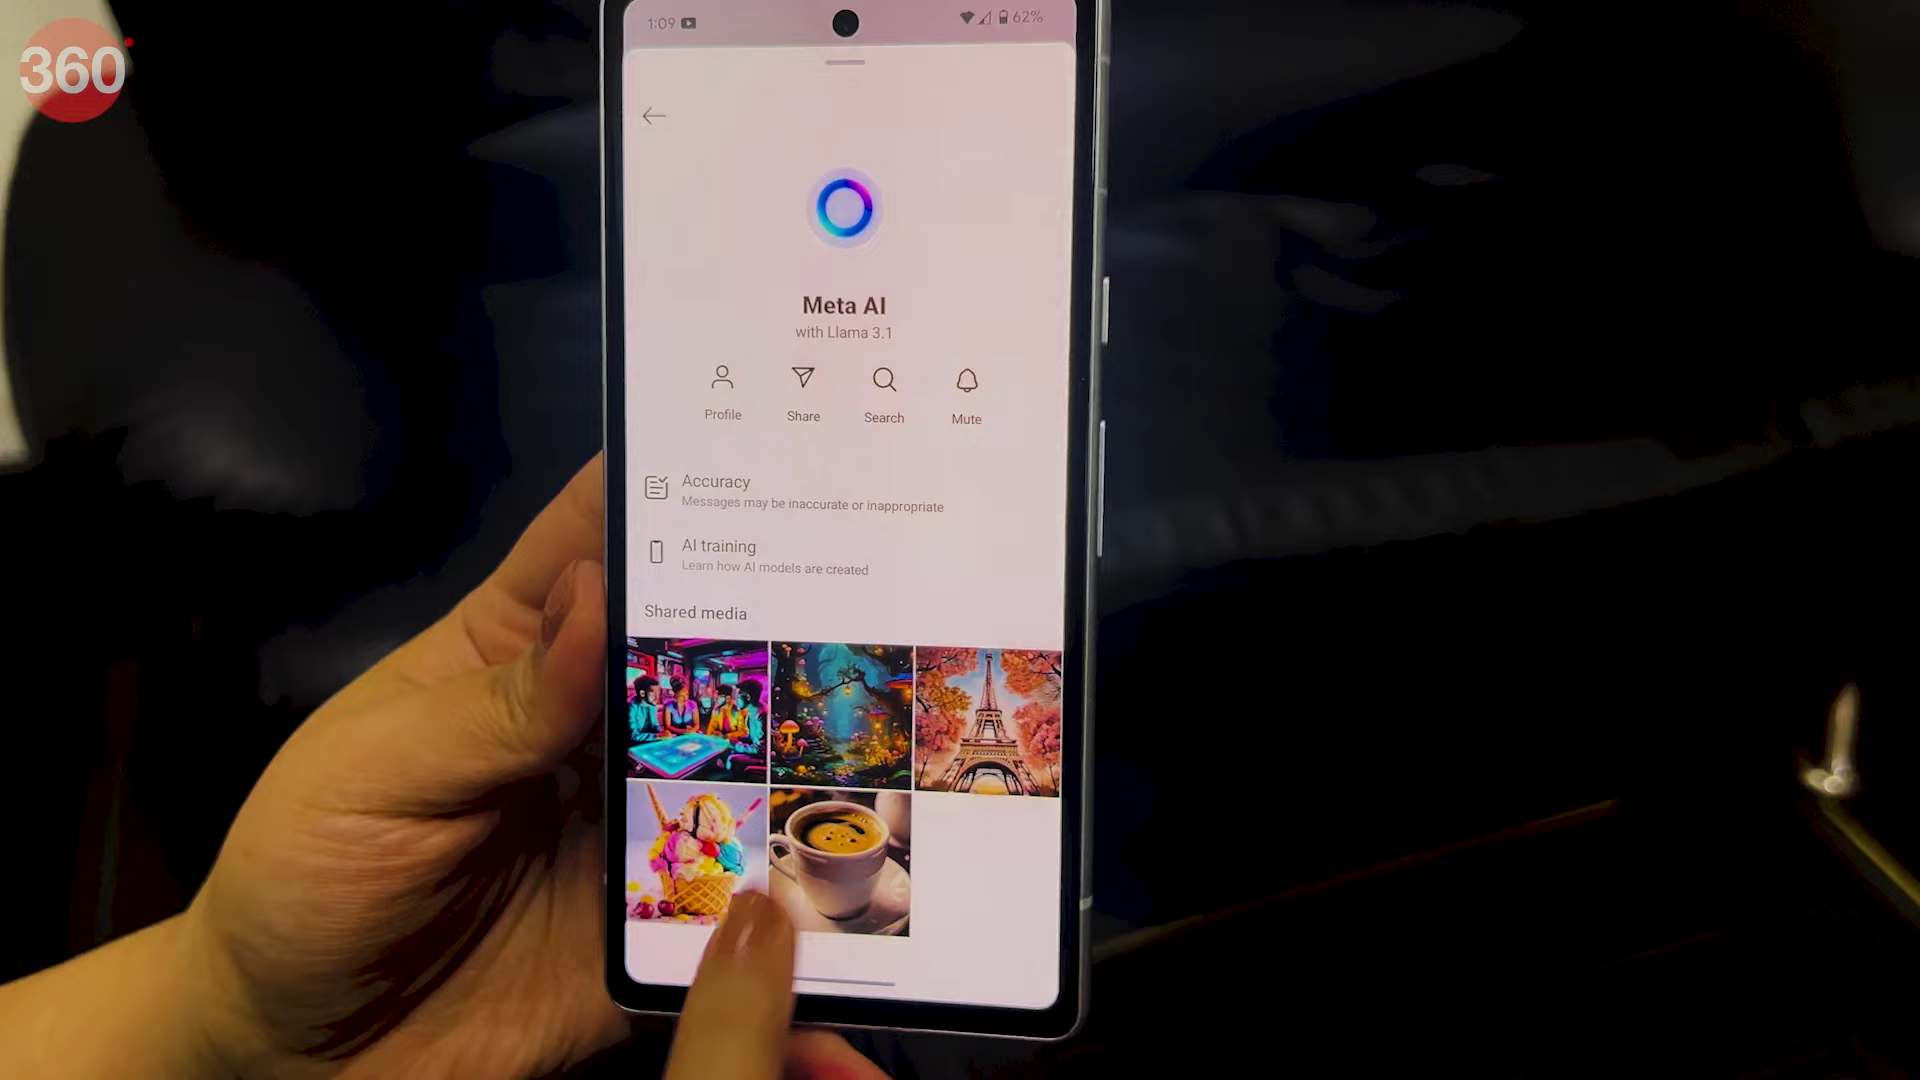 360
1:09
62%
Meta AI
with Llama 3.1
Profile
Share
Search
Mute
Accuracy
Messages may be inaccurate or inappropriate
AI training
Learn how AI models are created
Shared media